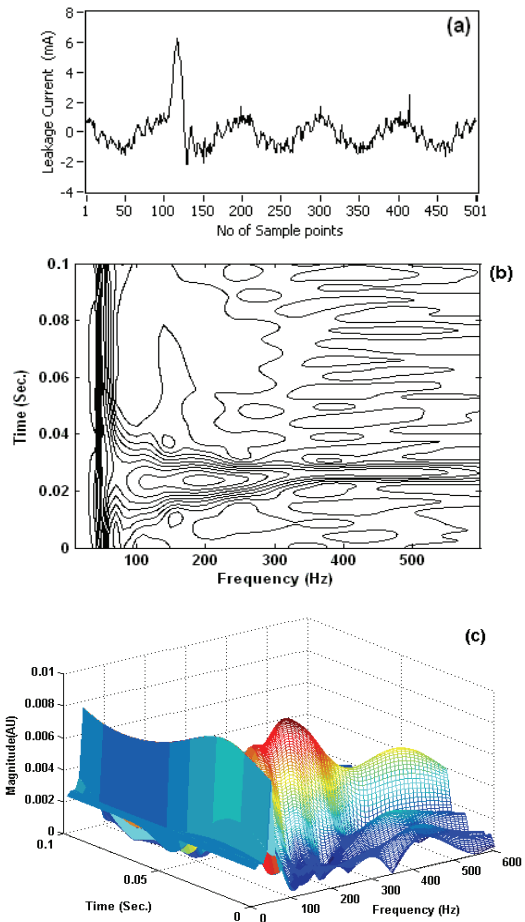 (a)
Leakage Current (mA)
8
6
4
2
0
-2
-4
1 50 100 150 200 250 300 350 400 450 501
No of Sample points
(b)
Time (Sec.)
0.1
0.08
0.06
0.04
0.02
0
100 200 300 400 500
Frequency (Hz)
(c)
Magnitude(AU)
0.01
0.008
0.006
0.004
0.002
0
0.1
0.05
0
Time (Sec.)
0
100
200
300
400
500
600
Frequency (Hz)